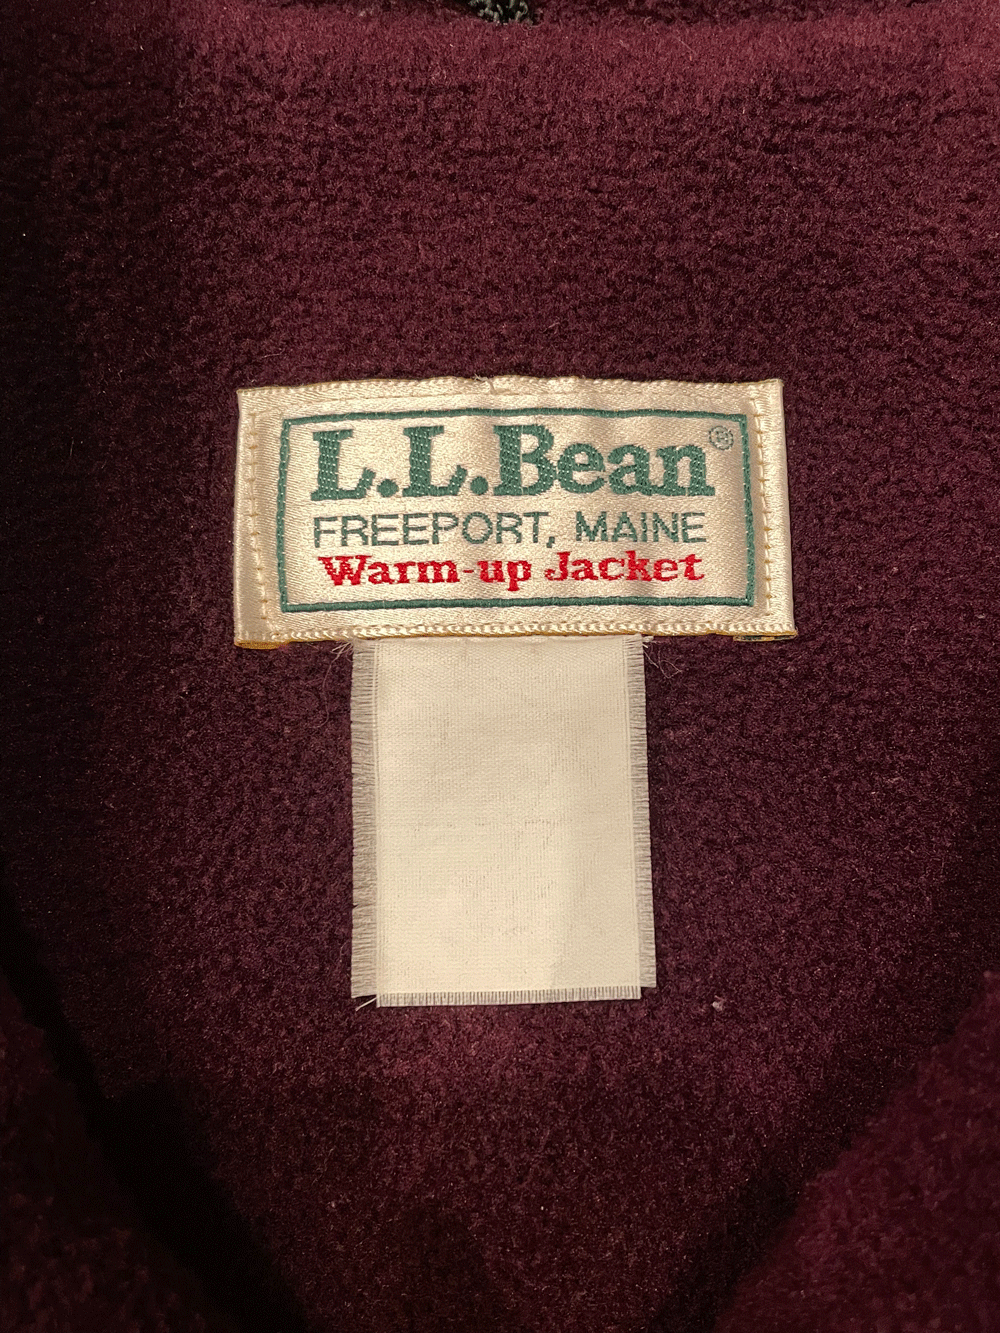 L.L.Bean®
FREEPORT, MAINE
Warm-up Jacket